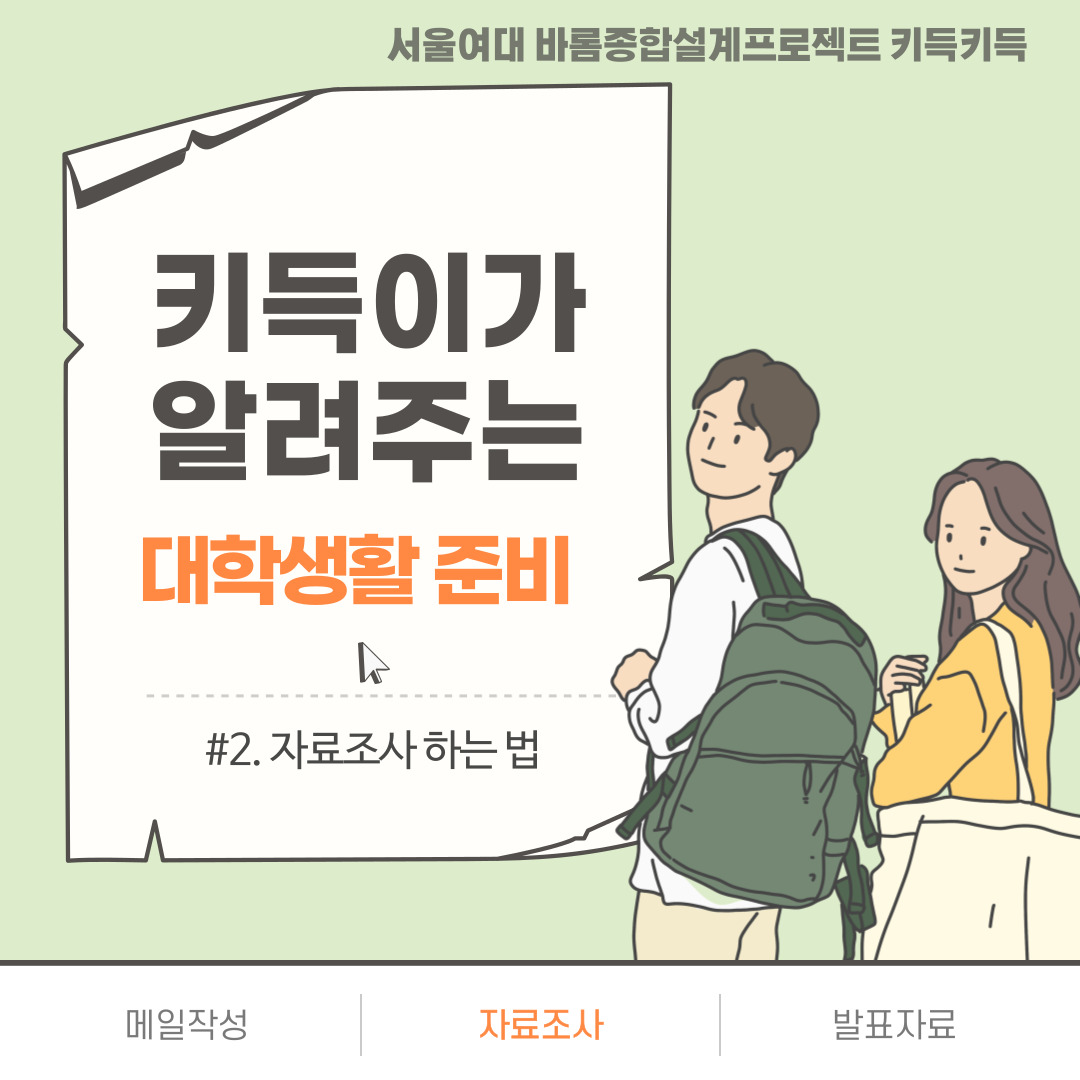 서울여대 바롬종합설계프로젝트 키득키득
키득이가
알려주는
대학생활 준비
#2. 자료조사 하는 법
메일작성
자료조사
발표자료